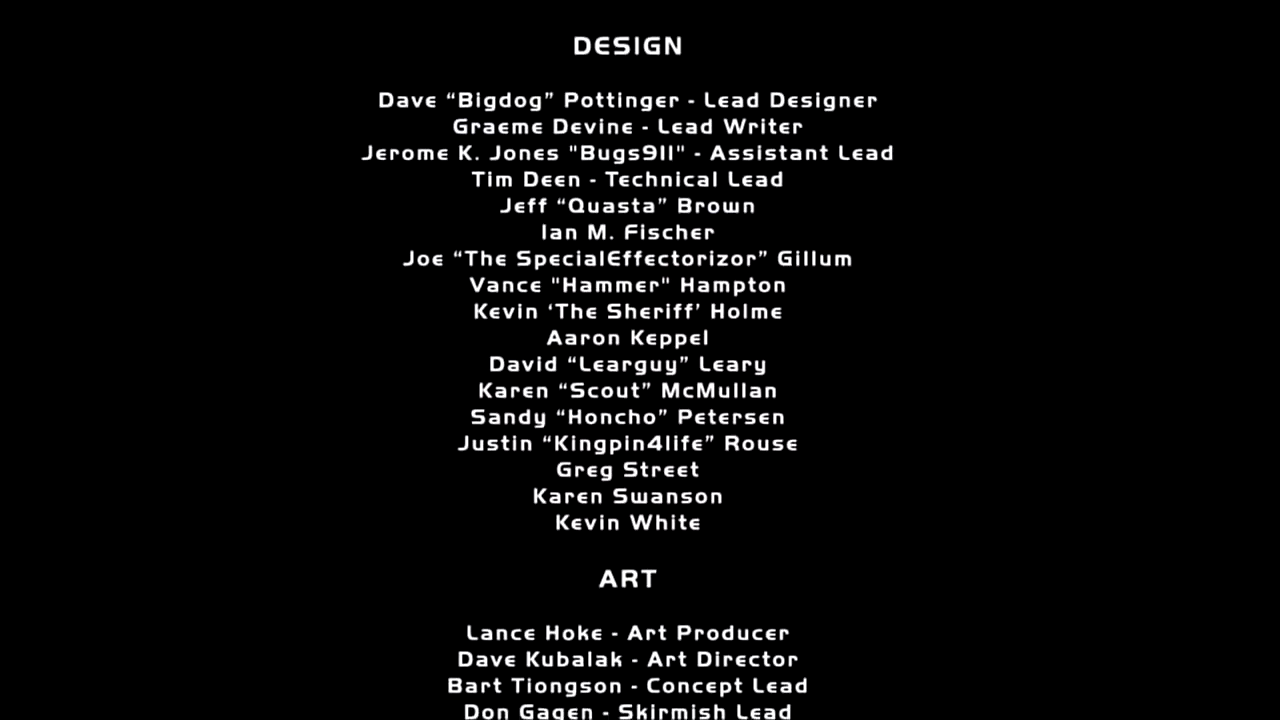 DESIGN
Dave “Bigdog” Pottinger - Lead Designer
Graeme Devine - Lead Writer
Jerome K. Jones "Bugs911" - Assistant Lead
Tim Deen - Technical Lead
Jeff “Quasta” Brown
Ian M. Fischer
Joe “The SpecialEffectorizor” Gillum
Vance "Hammer" Hampton
Kevin ‘The Sheriff’ Holme
Aaron Keppel
David “Learguy” Leary
Karen “Scout” McMullan
Sandy “Honcho” Petersen
Justin “Kingpin4life” Rouse
Greg Street
Karen Swanson
Kevin White
ART
Lance Hoke - Art Producer
Dave Kubalak - Art Director
Bart Tiongson - Concept Lead
Don Gagen - Skirmish Lead